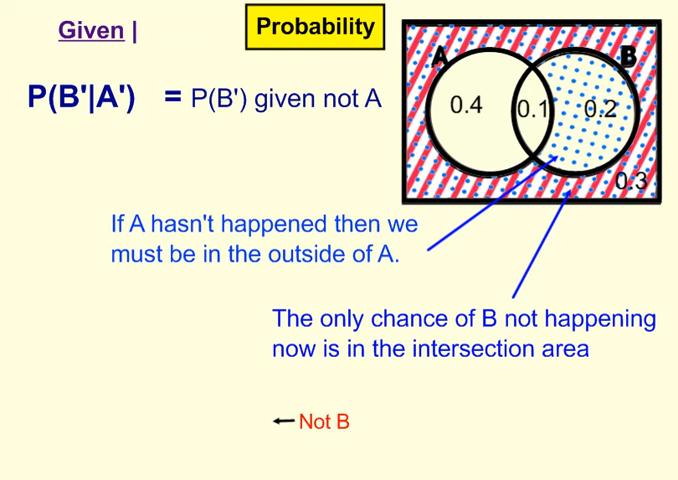 Given |
Probability
P(B'|A') = P(B') given not A
A
B
0.4
0.1
0.2
0.3
If A hasn't happened then we
must be in the outside of A.
The only chance of B not happening
now is in the intersection area
Not B